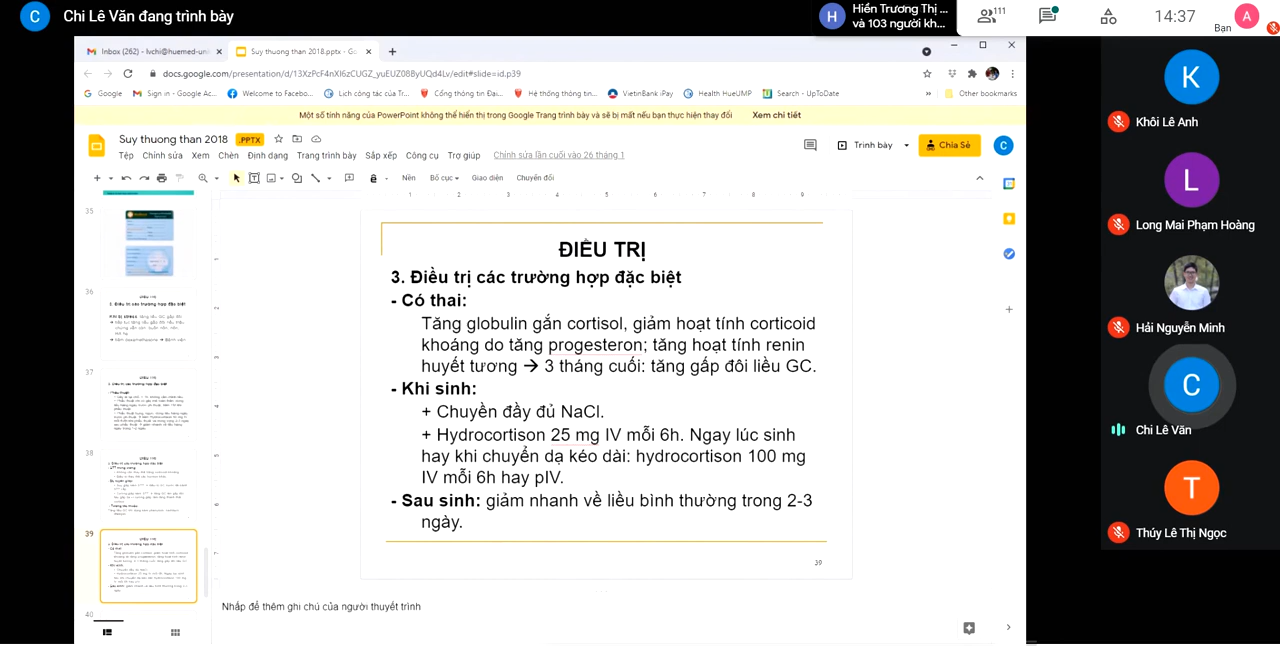 C Chi Lê Văn đang trình bày
H Hiền Trương Thị ...
và 103 người kh...
111
14:37
Bạn
A
Inbox (262) - lvchi@huemed-uni
Suy thuong than 2018.pptx - Go
docs.google.com/presentation/d/13XzPcF4nXI6zCUGZ_yuEUZ08ByUQd4Lv/edit#slide=id.p39
Google
Sign in - Google Ac...
Welcome to Facebo...
Lịch công tác của Tr...
Cổng thông tin Đại...
Hệ thống thông tin...
VietinBank iPay
Health HueUMP
Search - UpToDate
»
Other bookmarks
Một số tính năng của PowerPoint không thể hiển thị trong Google Trang trình bày và sẽ bị mất nếu bạn thực hiện thay đổi Xem chi tiết
Suy thuong than 2018 .PPTX
Tệp Chỉnh sửa Xem Chèn Định dạng Trang trình bày Sắp xếp Công cụ Trợ giúp Chỉnh sửa lần cuối vào 26 tháng 1
Trình bày
Chia Sẻ
C
Nền Bố cục Giao diện Chuyển đổi
1 2 3 4 5 6 7 8 9
35
36
37
38
39
40
ĐIỀU TRỊ
3. Điều trị các trường hợp đặc biệt
- Có thai:
Tăng globulin gắn cortisol, giảm hoạt tính corticoid
khoáng do tăng progesteron; tăng hoạt tính renin
huyết tương → 3 tháng cuối: tăng gấp đôi liều GC.
- Khi sinh:
+ Chuyền đầy đủ NaCl.
+ Hydrocortison 25 mg IV mỗi 6h. Ngay lúc sinh
hay khi chuyển dạ kéo dài: hydrocortison 100 mg
IV mỗi 6h hay pIV.
- Sau sinh: giảm nhanh về liều bình thường trong 2-3
ngày.
39
Nhấp để thêm ghi chú của người thuyết trình
K
Khôi Lê Anh
L
Long Mai Phạm Hoàng
Hải Nguyễn Minh
C
Chi Lê Văn
T
Thúy Lê Thị Ngọc